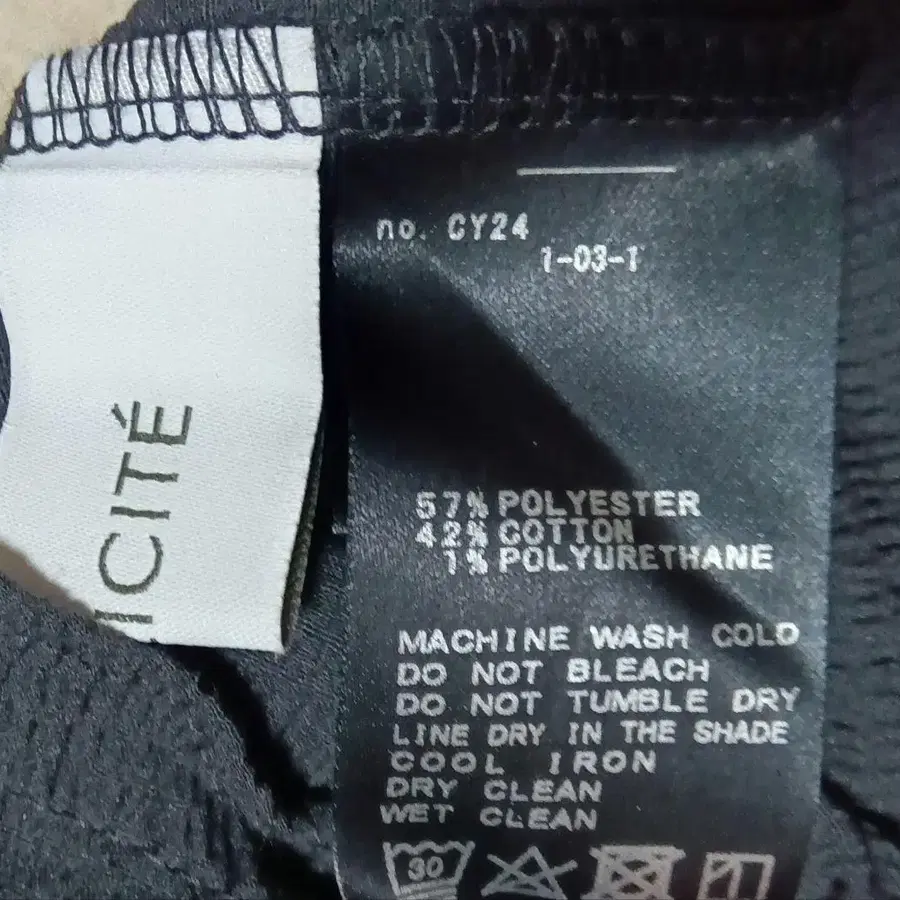 ICITÉ
no. CY24
1-03-1
57% POLYESTER
42% COTTON
1% POLYURETHANE
MACHINE WASH COLD
DO NOT BLEACH
DO NOT TUMBLE DRY
LINE DRY IN THE SHADE
COOL IRON
DRY CLEAN
WET CLEAN
30